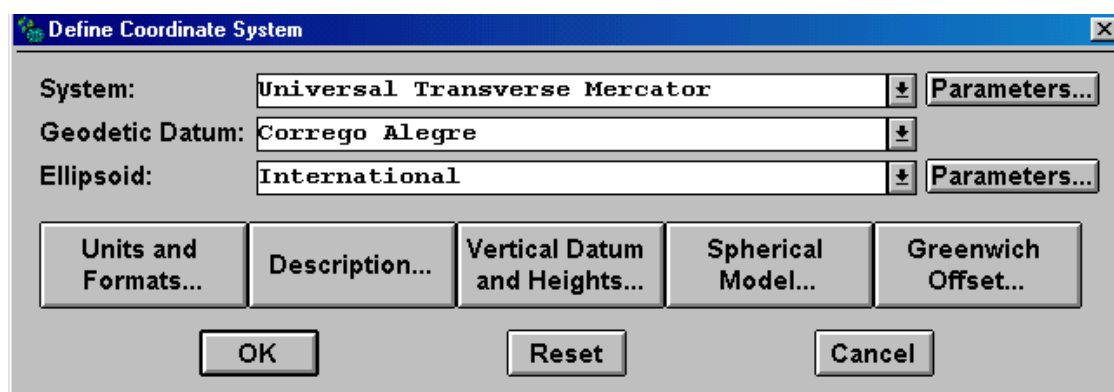 Define Coordinate System
System: Universal Transverse Mercator Parameters...
Geodetic Datum: Corrego Alegre
Ellipsoid: International Parameters...
Units and Formats...
Description...
Vertical Datum and Heights...
Spherical Model...
Greenwich Offset...
OK Reset Cancel